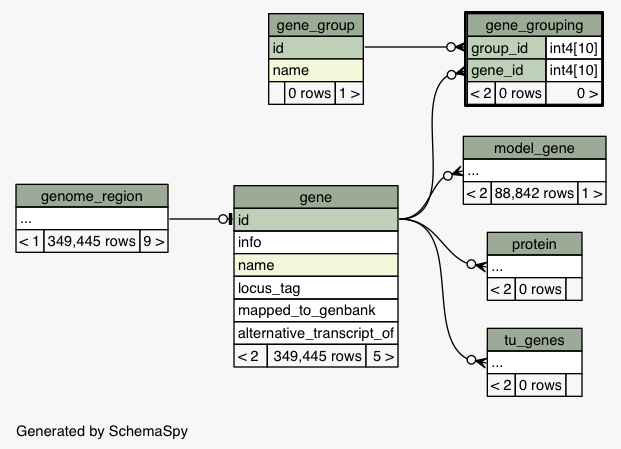 gene_group
id
name
0 rows 1 >
gene_grouping
group_id int4[10]
gene_id int4[10]
< 2 0 rows 0 >
model_gene
...
< 2 88,842 rows 1 >
genome_region
...
< 1 349,445 rows 9 >
gene
id
info
name
locus_tag
mapped_to_genbank
alternative_transcript_of
< 2 349,445 rows 5 >
protein
...
< 2 0 rows
tu_genes
...
< 2 0 rows
Generated by SchemaSpy